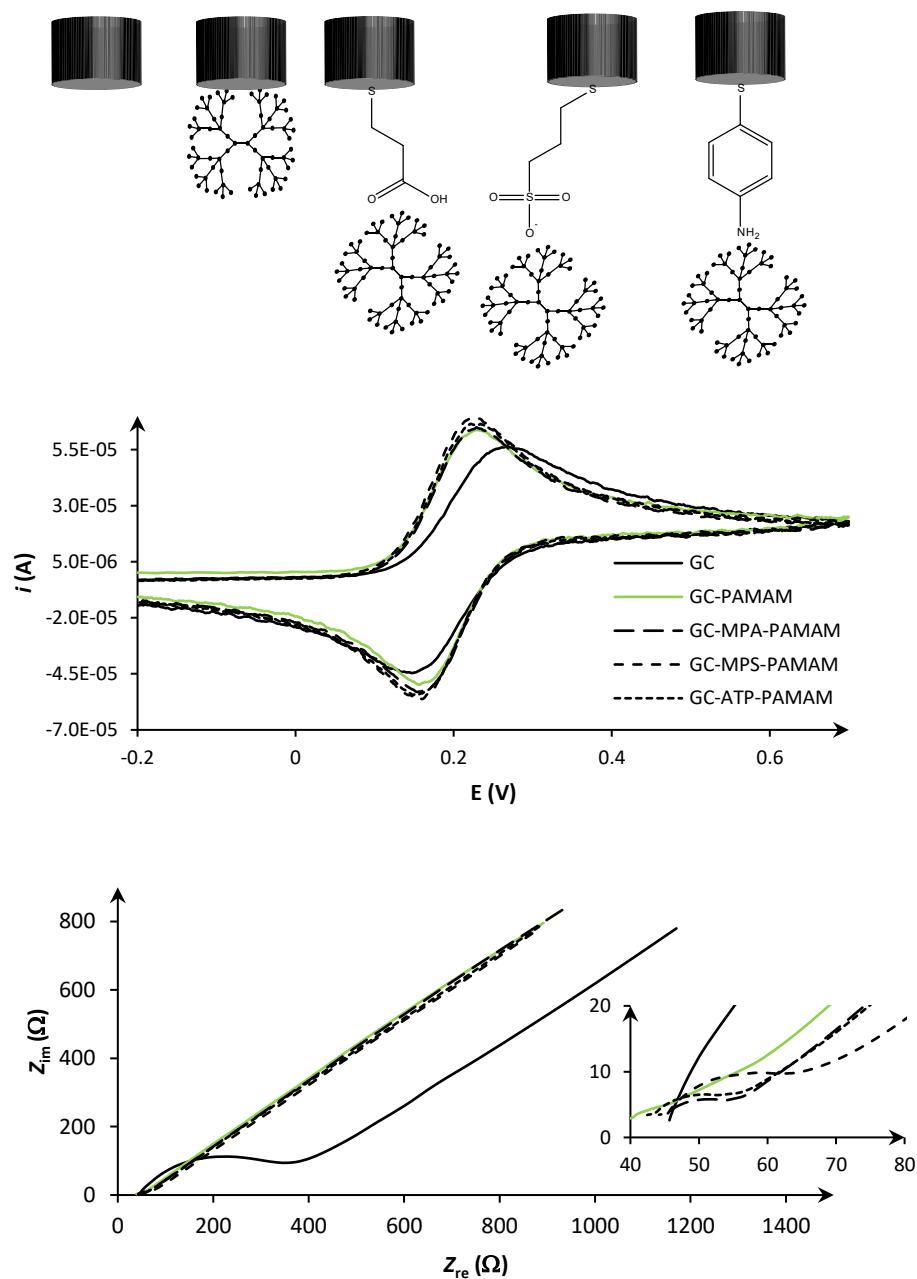 S
O
OH
S
O
S
O
O-
S
NH2
5.5E-05
3.0E-05
5.0E-06
-2.0E-05
-4.5E-05
-7.0E-05
i (A)
GC
GC-PAMAM
GC-MPA-PAMAM
GC-MPS-PAMAM
GC-ATP-PAMAM
-0.2 0 0.2 0.4 0.6
E (V)
800
600
400
200
0
Zim (Ω)
20
10
0
40 50 60 70 80
0 200 400 600 800 1000 1200 1400
Zre (Ω)